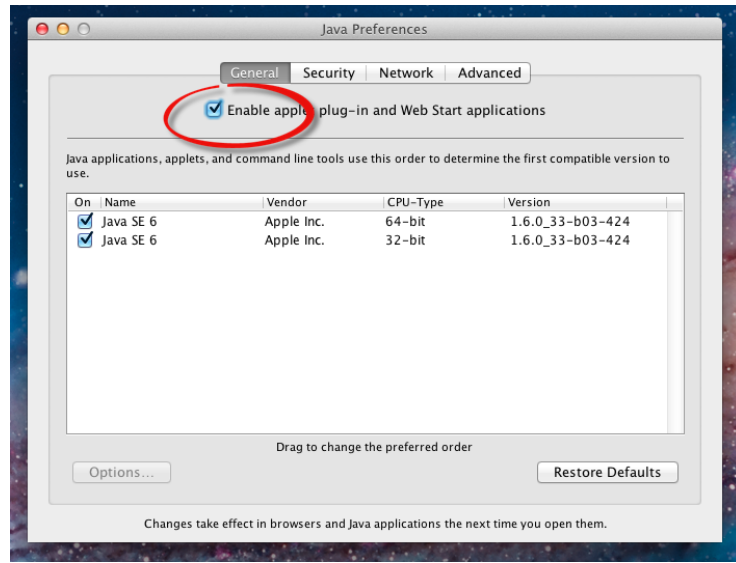 Java Preferences
General Security Network Advanced
Enable apple plug-in and Web Start applications
Java applications, applets, and command line tools use this order to determine the first compatible version to
use.
On Name Vendor CPU-Type Version
Java SE 6 Apple Inc. 64-bit 1.6.0_33-b03-424
Java SE 6 Apple Inc. 32-bit 1.6.0_33-b03-424
Drag to change the preferred order
Options... Restore Defaults
Changes take effect in browsers and Java applications the next time you open them.